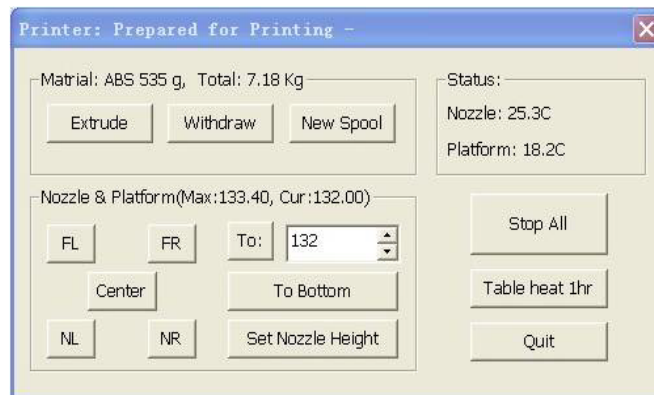 Printer: Prepared for Printing -
Matrial: ABS 535 g, Total: 7.18 Kg
Extrude Withdraw New Spool
Status:
Nozzle: 25.3C
Platform: 18.2C
Nozzle & Platform(Max:133.40, Cur:132.00)
FL FR To: 132
Center To Bottom
NL NR Set Nozzle Height
Stop All
Table heat 1hr
Quit